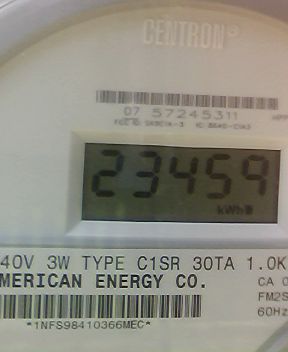 CENTRON®
07 57245311
23459
kWh
40V 3W TYPE C1SR 30TA 1.0K
MERICAN ENERGY CO.
CA 0
FM2S
*1NFS98410366MEC*
60Hz